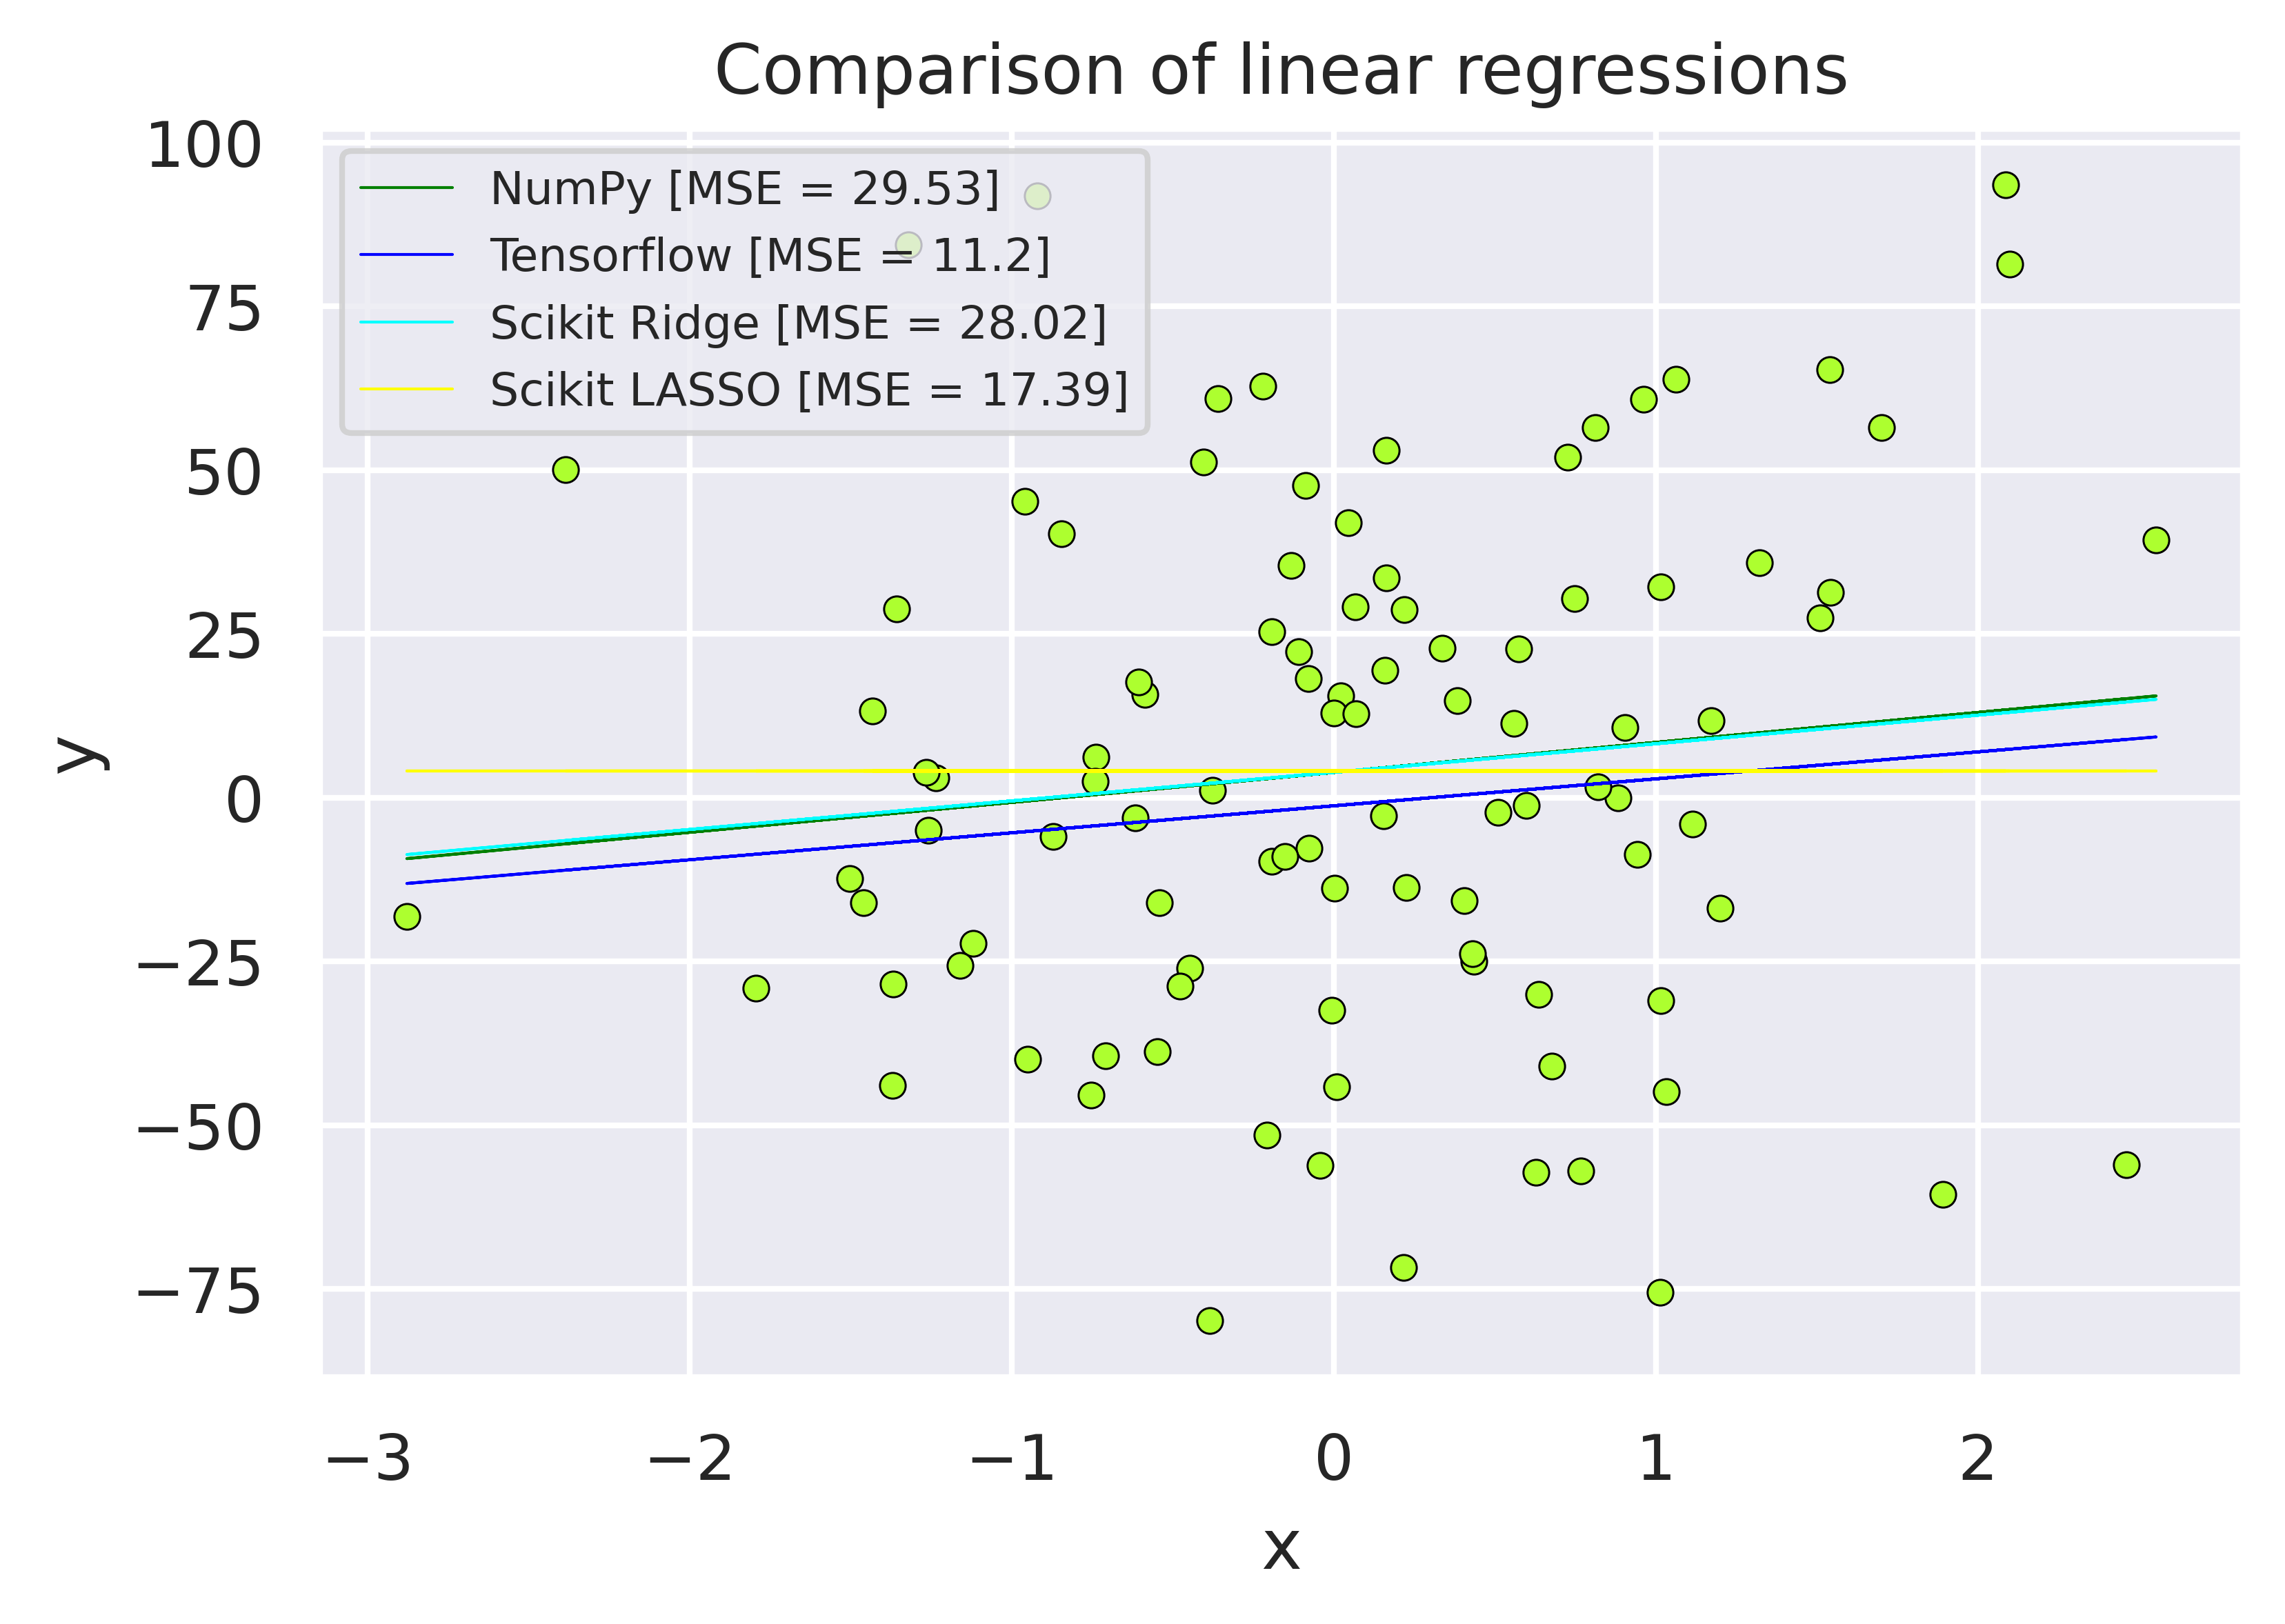 Comparison of linear regressions
NumPy [MSE = 29.53]
Tensorflow [MSE = 11.2]
Scikit Ridge [MSE = 28.02]
Scikit LASSO [MSE = 17.39]
100
75
50
25
0
−25
−50
−75
y
−3 −2 −1 0 1 2
x